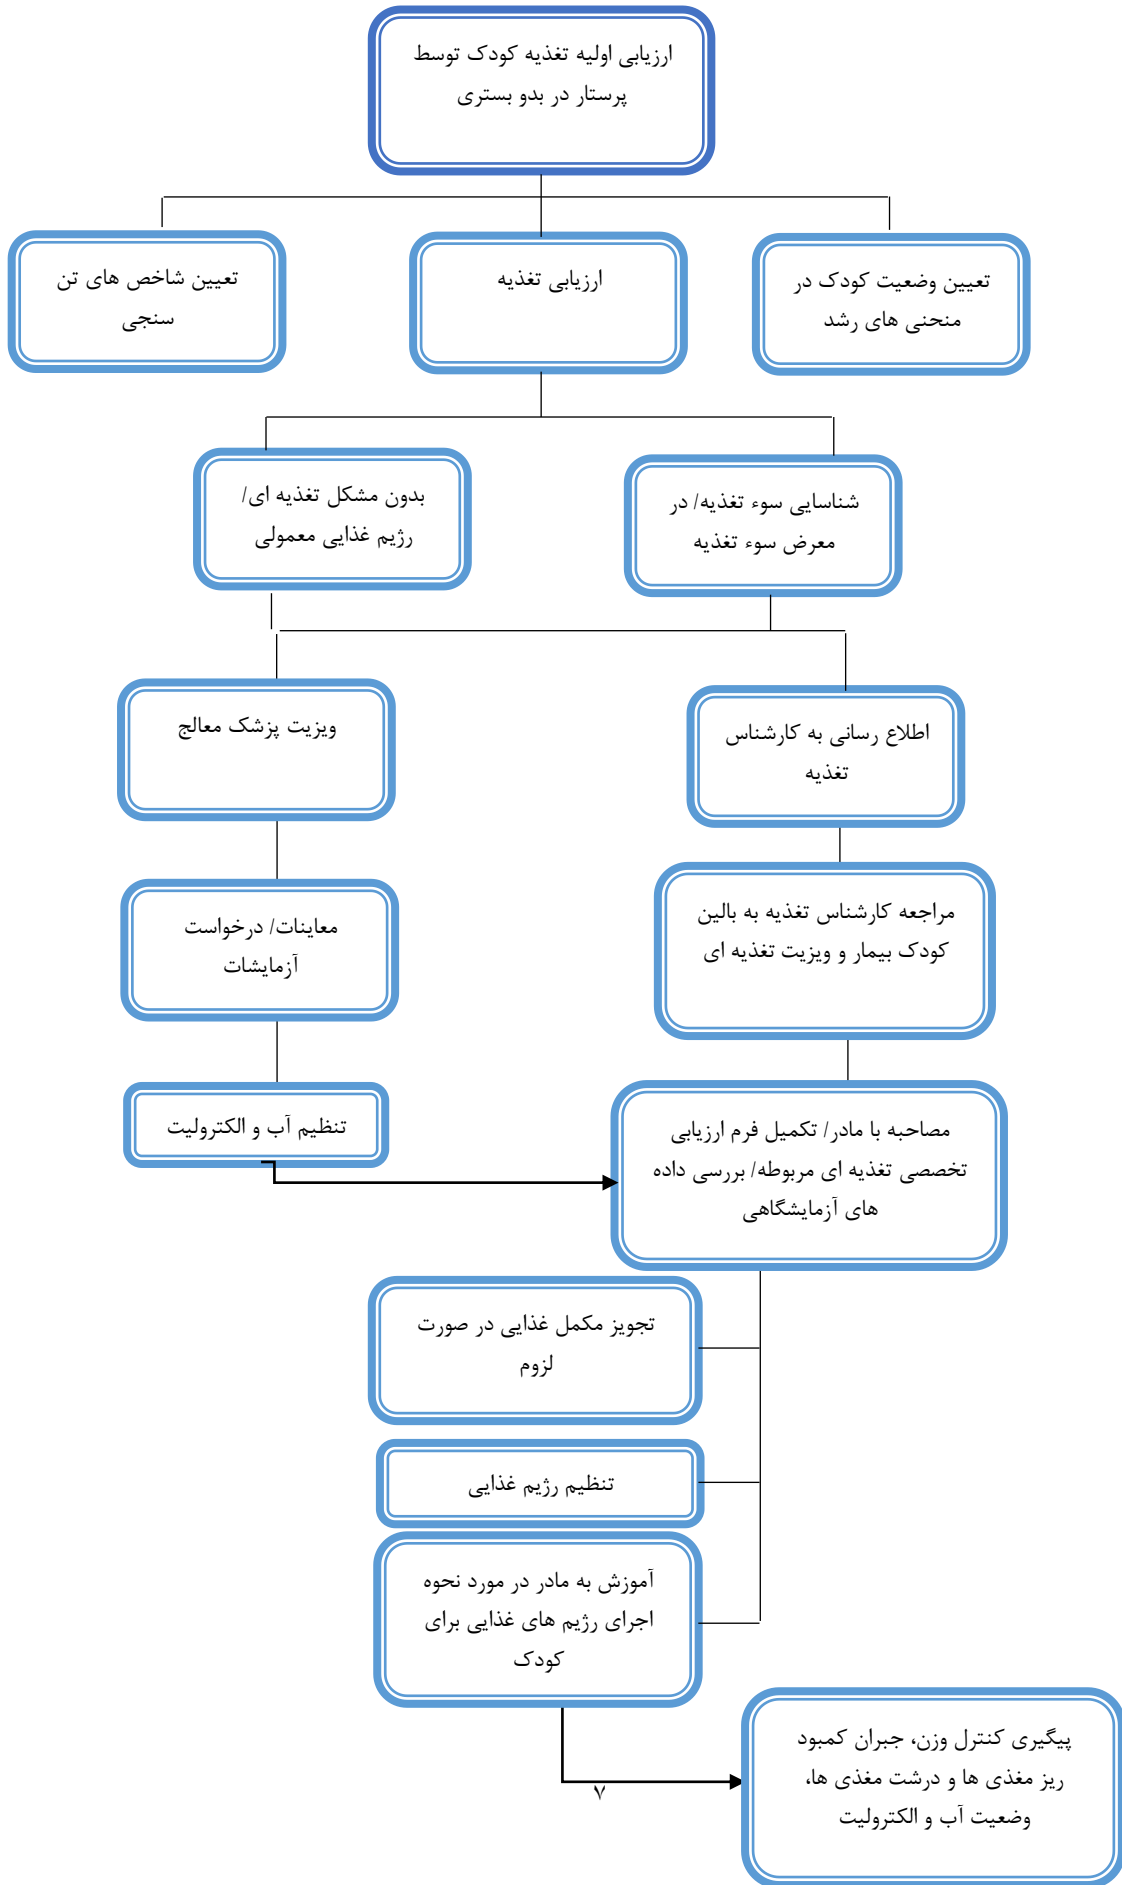 ارزیابی اولیه تغذیه کودک توسط
پرستار در بدو بستری
تعیین وضعیت کودک در
منحنی های رشد
ارزیابی تغذیه
تعیین شاخص های تن
سنجی
شناسایی سوء تغذیه/ در
معرض سوء تغذیه
بدون مشکل تغذیه ای/
رژیم غذایی معمولی
اطلاع رسانی به کارشناس
تغذیه
ویزیت پزشک معالج
مراجعه کارشناس تغذیه به بالین
کودک بیمار و ویزیت تغذیه ای
معاینات/ درخواست
آزمایشات
مصاحبه با مادر/ تکمیل فرم ارزیابی
تخصصی تغذیه ای مربوطه/ بررسی داده
های آزمایشگاهی
تنظیم آب و الکترولیت
تجویز مکمل غذایی در صورت
لزوم
تنظیم رژیم غذایی
آموزش به مادر در مورد نحوه
اجرای رژیم های غذایی برای
کودک
پیگیری کنترل وزن، جبران کمبود
ریز مغذی ها و درشت مغذی ها،
وضعیت آب و الکترولیت
۷